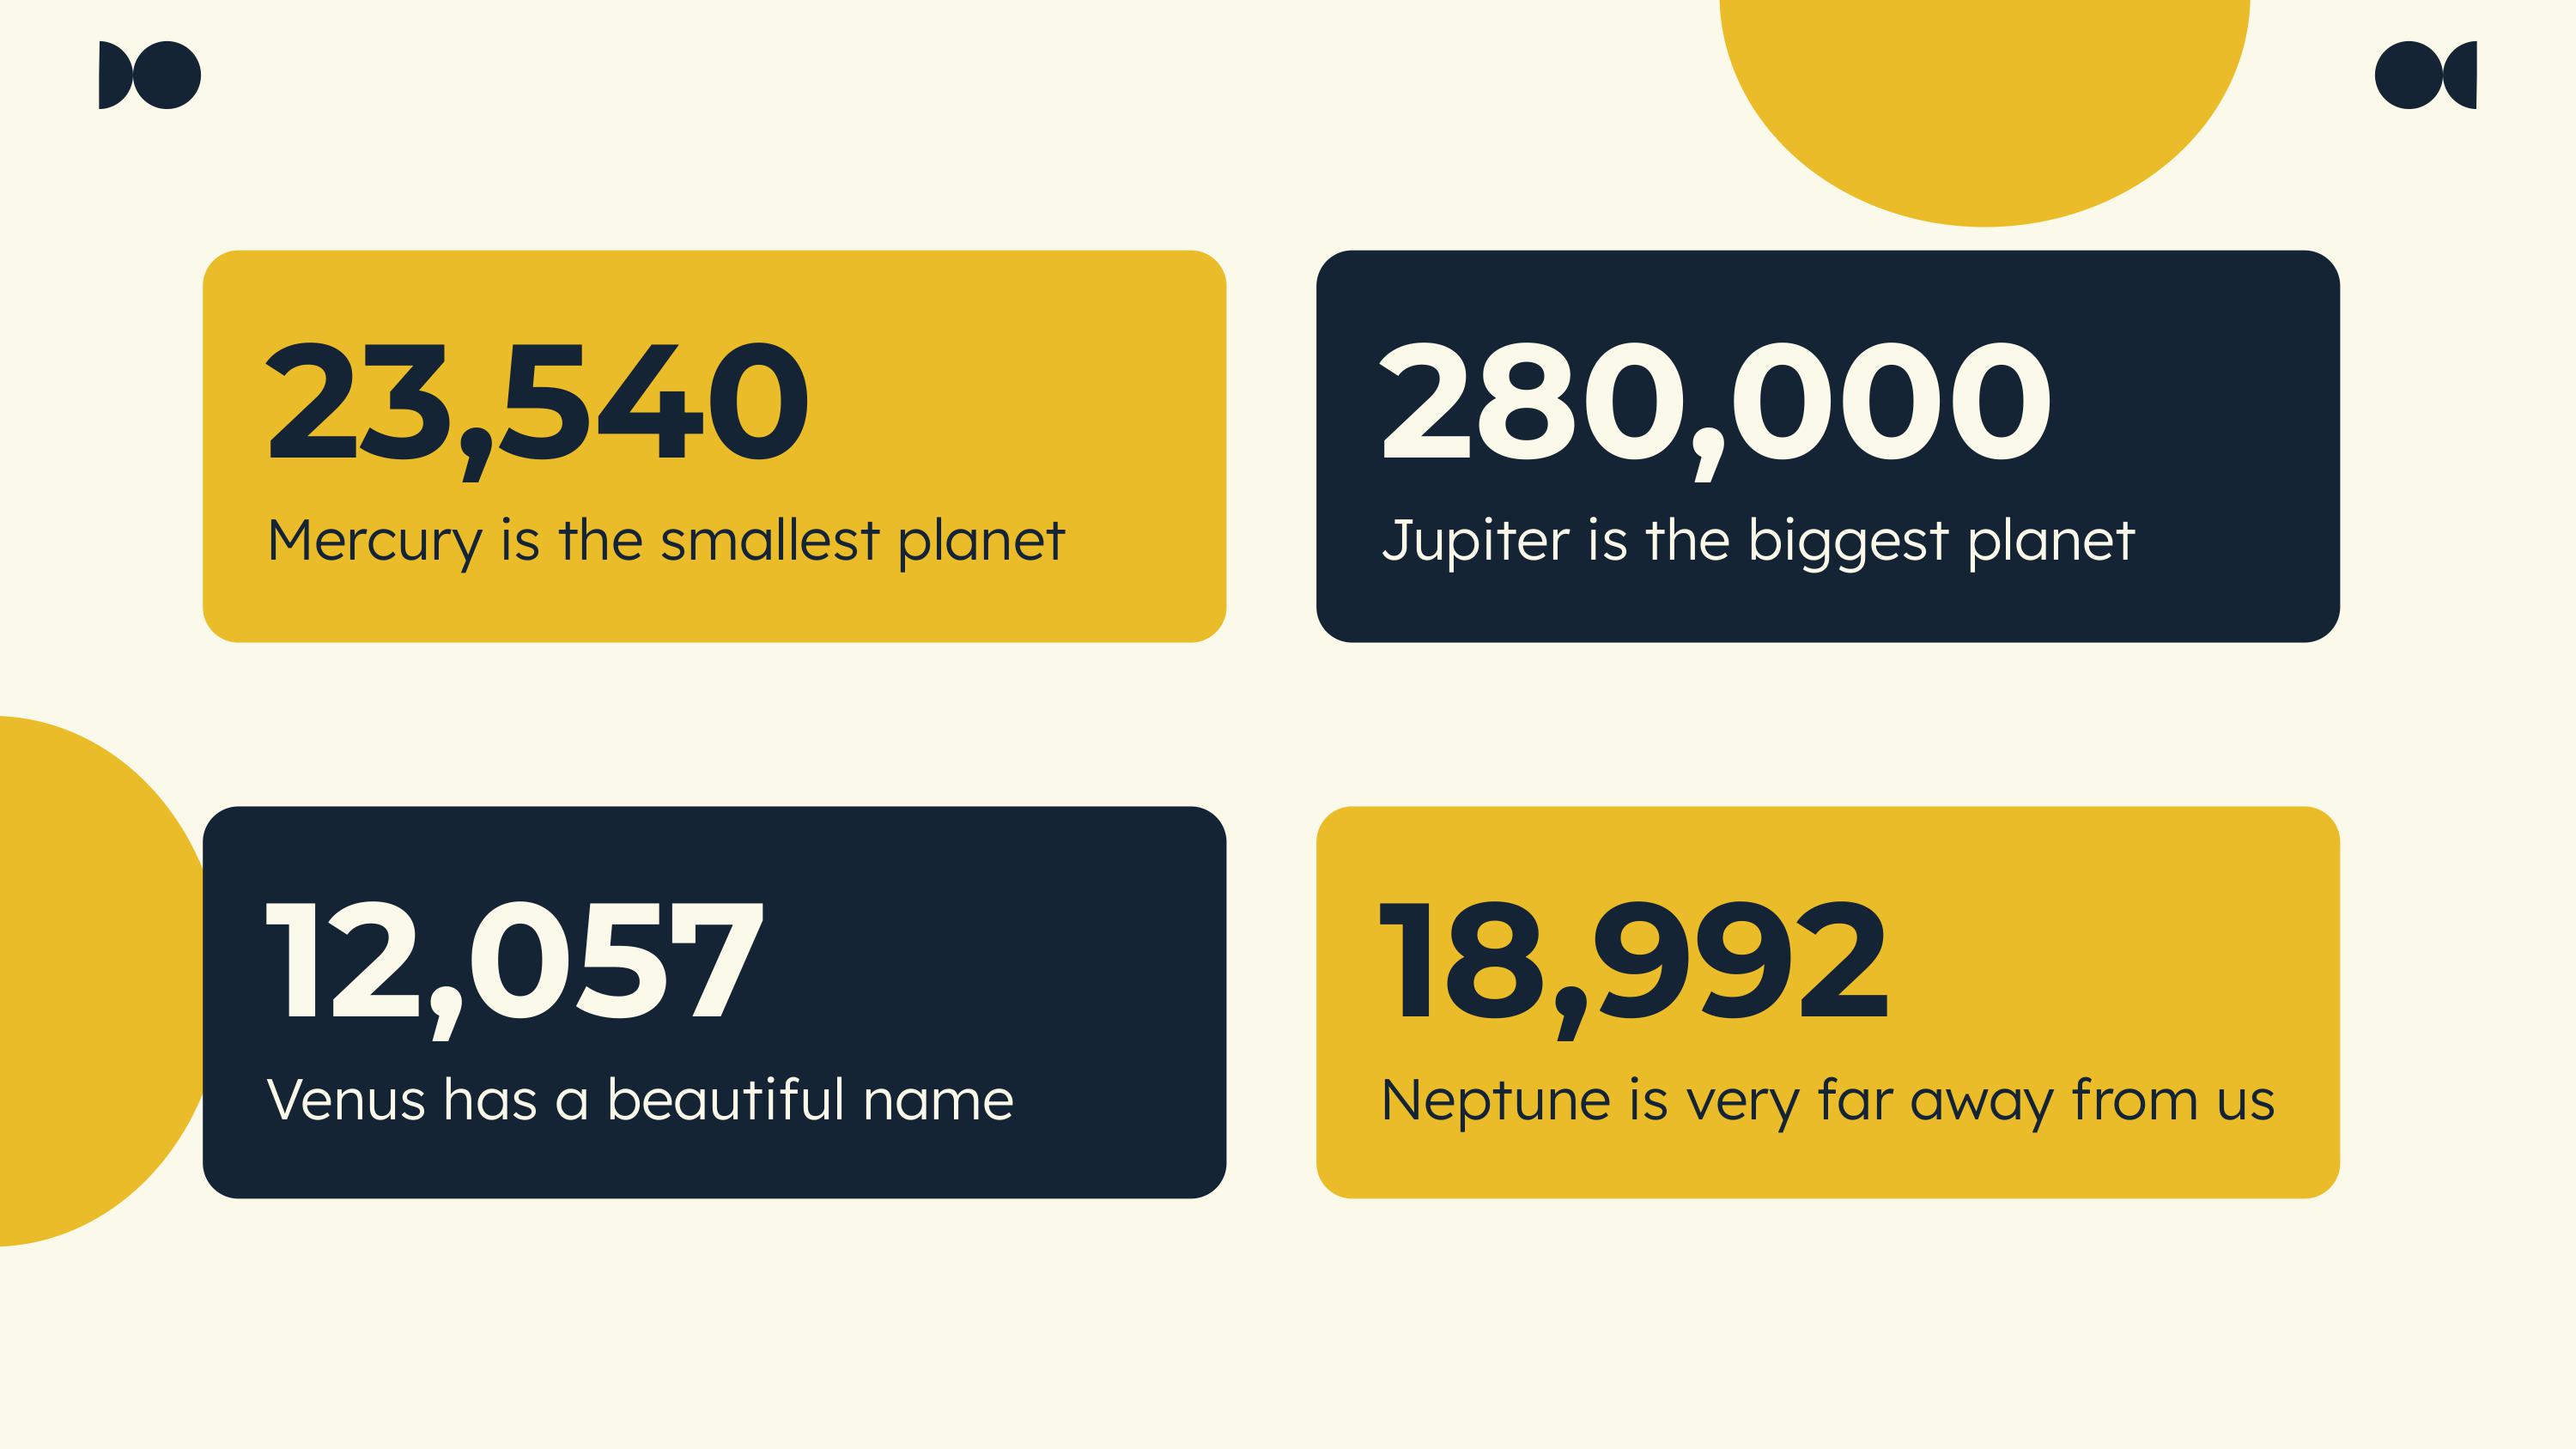 23,540
Mercury is the smallest planet
280,000
Jupiter is the biggest planet
12,057
Venus has a beautiful name
18,992
Neptune is very far away from us